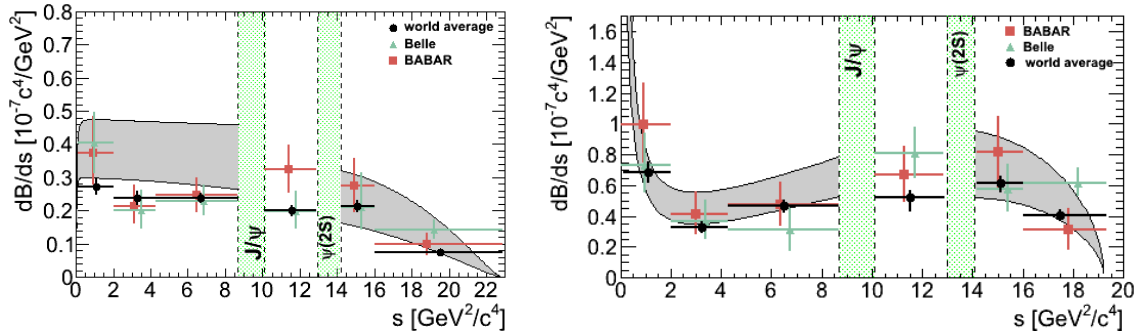 dB/ds [10⁻⁷c⁴/GeV²]
0.8
0.7
0.6
0.5
0.4
0.3
0.2
0.1
0
world average
Belle
BABAR
J/ψ
ψ(2S)
0 2 4 6 8 10 12 14 16 18 20 22
s [GeV²/c⁴]
dB/ds [10⁻⁷c⁴/GeV²]
1.6
1.4
1.2
1
0.8
0.6
0.4
0.2
0
BABAR
Belle
world average
J/ψ
ψ(2S)
0 2 4 6 8 10 12 14 16 18 20
s [GeV²/c⁴]